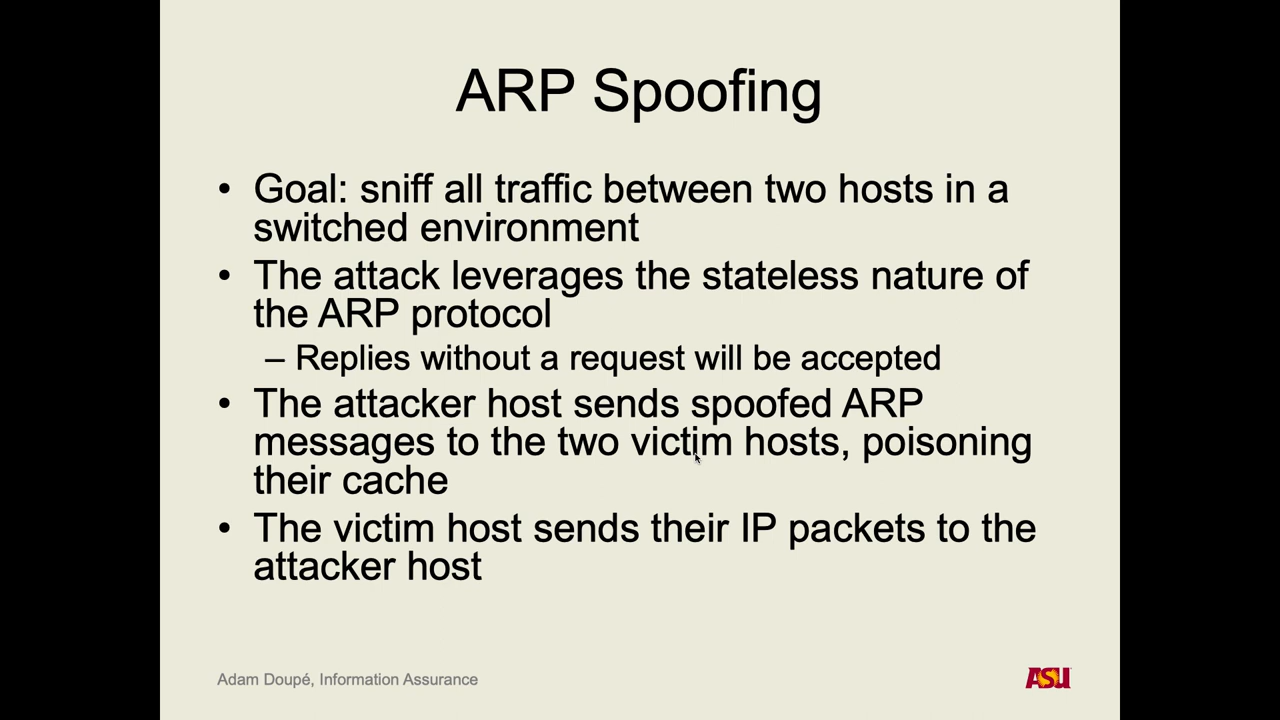 ARP Spoofing
• Goal: sniff all traffic between two hosts in a
switched environment
• The attack leverages the stateless nature of
the ARP protocol
– Replies without a request will be accepted
• The attacker host sends spoofed ARP
messages to the two victim hosts, poisoning
their cache
• The victim host sends their IP packets to the
attacker host
Adam Doupé, Information Assurance
ASU